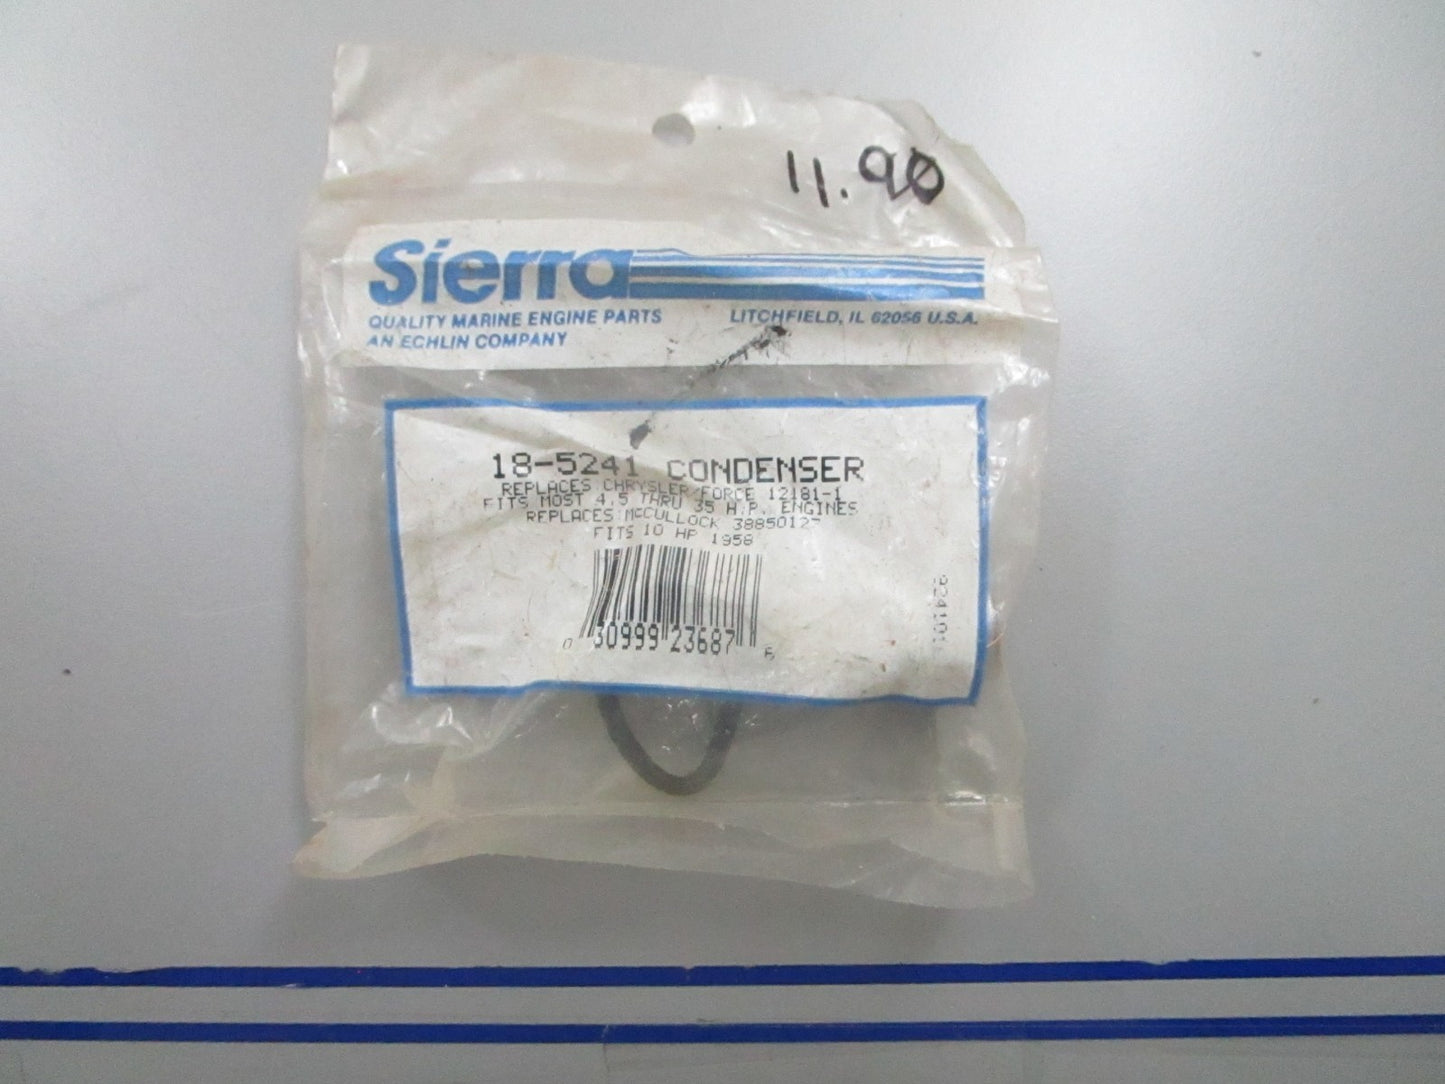 11.90
Sierra
QUALITY MARINE ENGINE PARTS LITCHFIELD, IL 62056 U.S.A.
AN ECHLIN COMPANY
18-5241 CONDENSER
REPLACES CHRYSLER/FORCE 12181-1
FITS MOST 4.5 THRU 35 H.P. ENGINES
REPLACES McCULLOCK 38850127
FITS 10 HP 1958
0 30999 23687 6